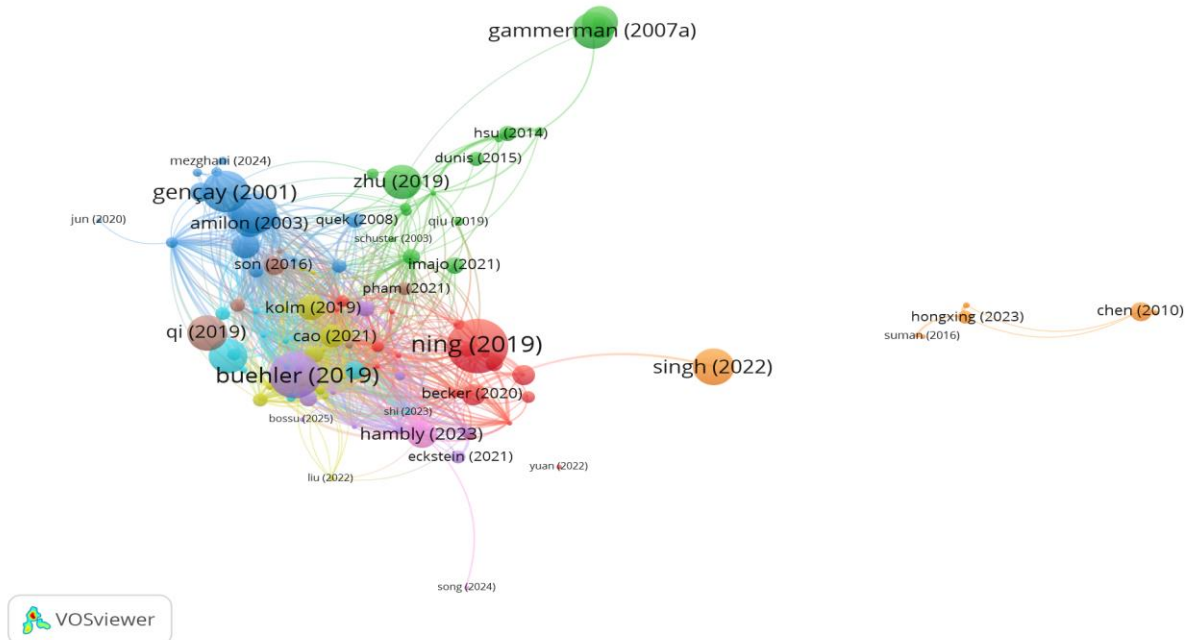 gammerman (2007a)
hsu (2014)
dunis (2015)
mezghani (2024)
zhu (2019)
gençay (2001)
jun (2020)
amilon (2003)
quek (2008)
qiu (2019)
schuster (2003)
son (2016)
imajo (2021)
pham (2021)
kolm (2019)
hongxing (2023)
chen (2010)
qi (2019)
cao (2021)
suman (2016)
ning (2019)
singh (2022)
buehler (2019)
becker (2020)
shi (2023)
bossu (2025)
hambly (2023)
eckstein (2021)
yuan (2022)
liu (2022)
song (2024)
VOSviewer